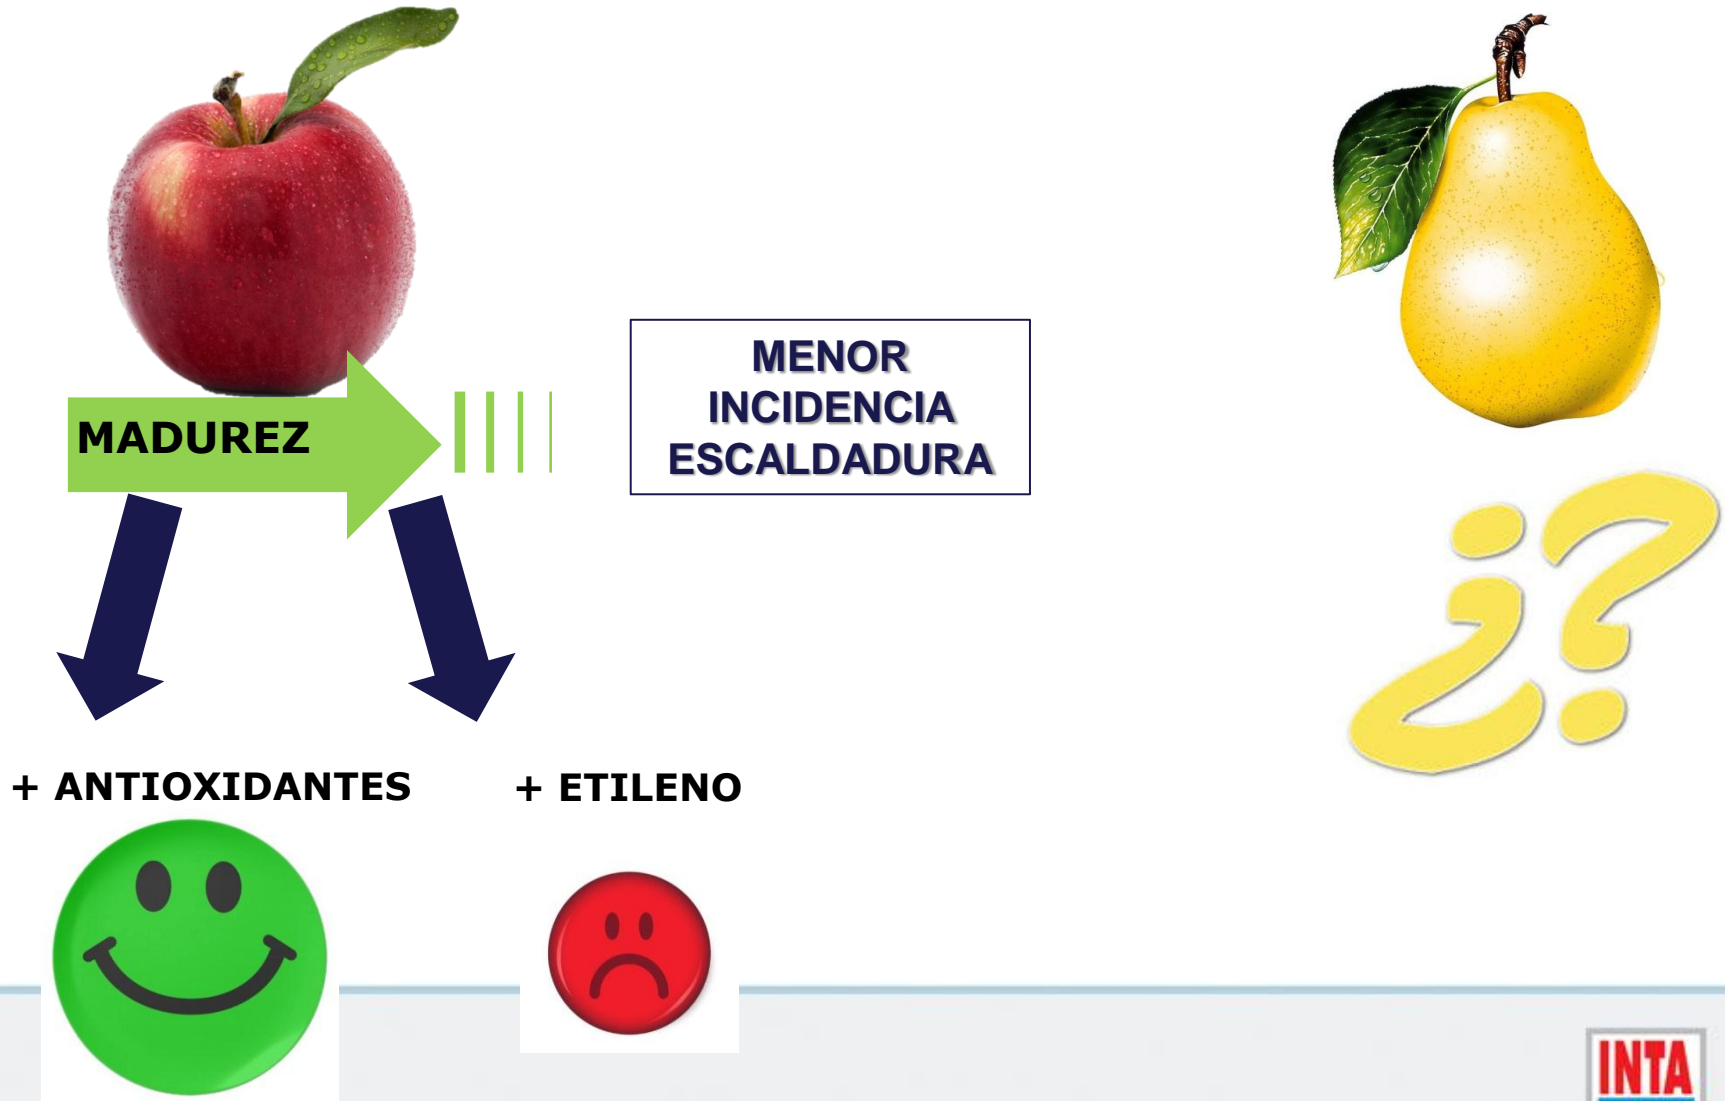 MADUREZ
MENOR
INCIDENCIA
ESCALDADURA
¿?
+ ANTIOXIDANTES
+ ETILENO
INTA